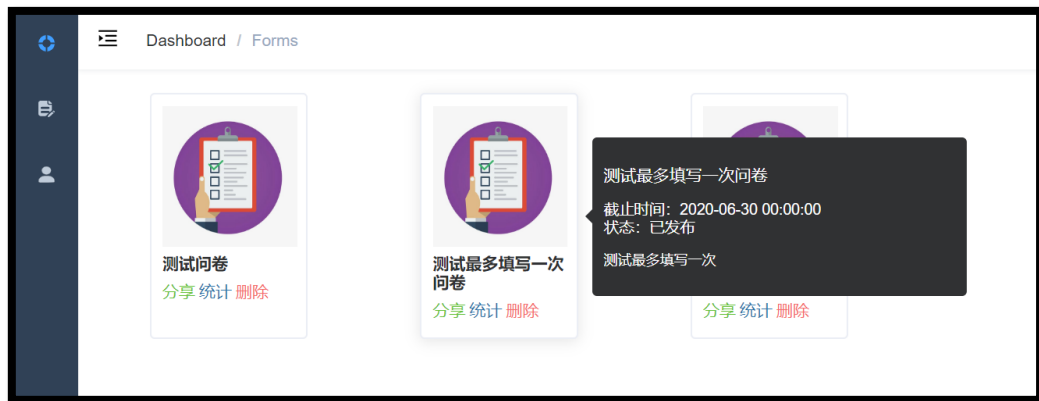 Dashboard / Forms
测试问卷
分享 统计 删除
测试最多填写一次
问卷
分享 统计 删除
测试最多填写一次问卷
截止时间：2020-06-30 00:00:00
状态：已发布
测试最多填写一次
分享 统计 删除